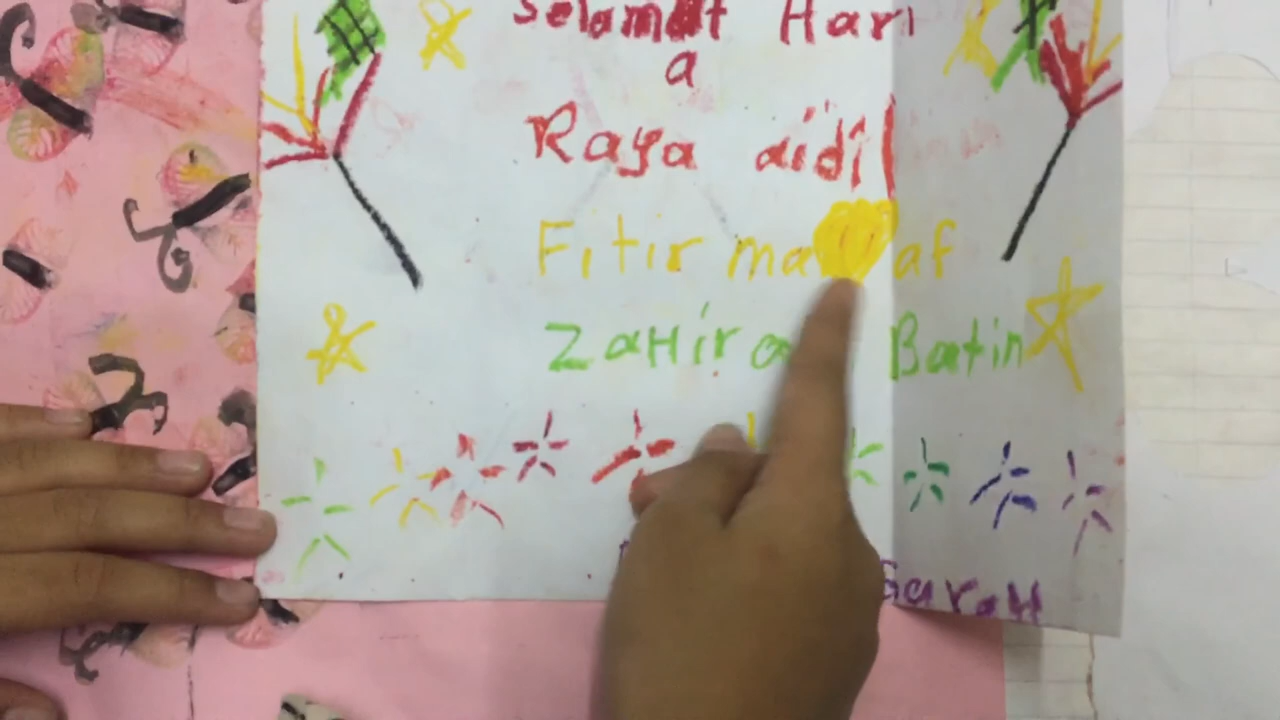 Selamat Hari
a
Raya aidil
Fitir ma af
ZaHir Batin
SaraH